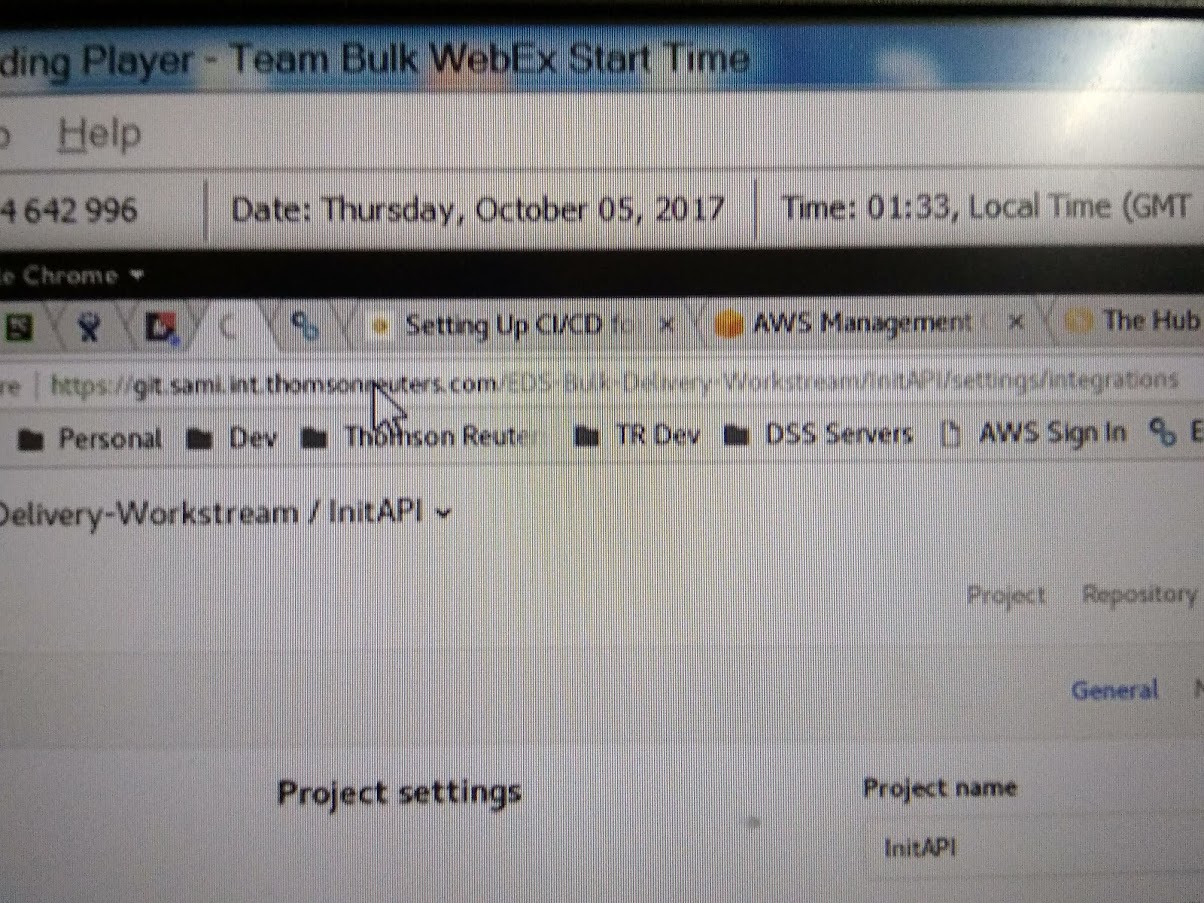 ding Player - Team Bulk WebEx Start Time
Help
4 642 996 Date: Thursday, October 05, 2017 Time: 01:33, Local Time (GMT
e Chrome
C Setting Up CI/CD fo AWS Management C The Hub
re https://git.sami.int.thomsonreuters.com/EDS-Bulk-Delivery-Workstream/InitAPI/settings/integrations
Personal Dev Thomson Reute TR Dev DSS Servers AWS Sign In E
Delivery-Workstream / InitAPI
Project Repository
General
Project settings Project name
InitAPI